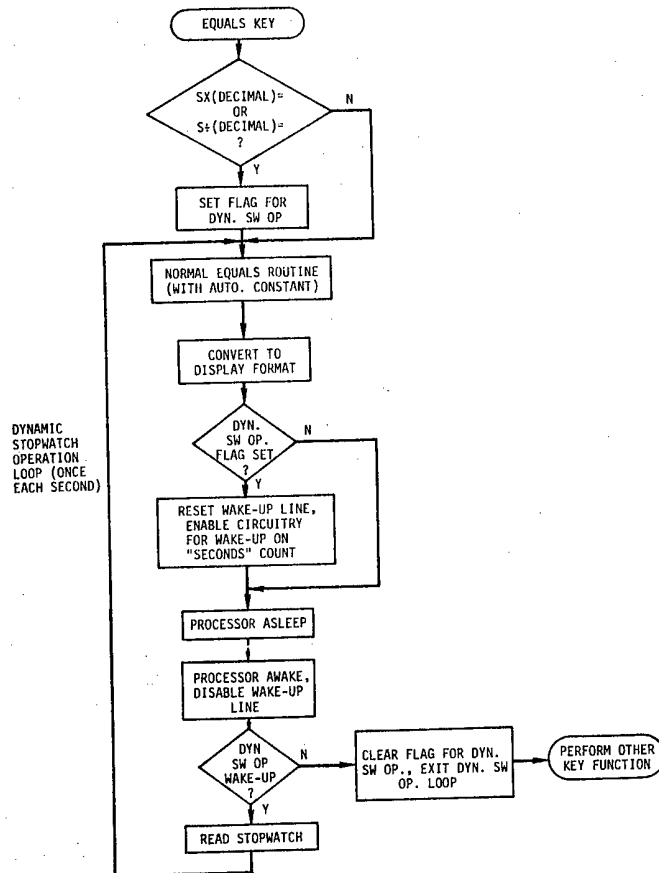 EQUALS KEY
SX(DECIMAL)=
OR
S÷(DECIMAL)=
?
N
Y
SET FLAG FOR
DYN. SW OP
NORMAL EQUALS ROUTINE
(WITH AUTO. CONSTANT)
CONVERT TO
DISPLAY FORMAT
DYNAMIC
STOPWATCH
OPERATION
LOOP (ONCE
EACH SECOND)
DYN.
SW OP.
FLAG SET
?
N
Y
RESET WAKE-UP LINE,
ENABLE CIRCUITRY
FOR WAKE-UP ON
"SECONDS" COUNT
PROCESSOR ASLEEP
PROCESSOR AWAKE,
DISABLE WAKE-UP
LINE
DYN
SW OP
WAKE-UP
?
N
Y
CLEAR FLAG FOR DYN.
SW OP., EXIT DYN. SW
OP. LOOP
PERFORM OTHER
KEY FUNCTION
READ STOPWATCH